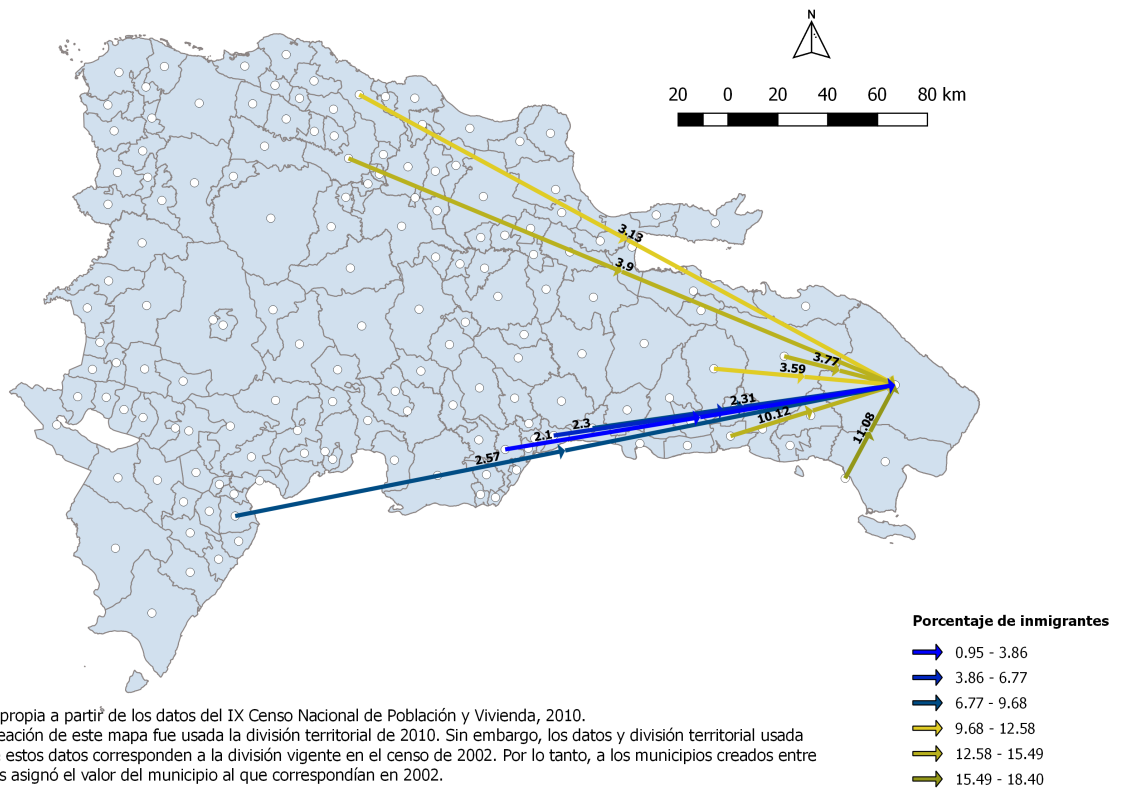 N
20 0 20 40 60 80 km
3.13
3.9
3.77
3.59
2.31
10.12
2.3
2.1
2.57
11.08
Porcentaje de inmigrantes
0.95 - 3.86
3.86 - 6.77
6.77 - 9.68
9.68 - 12.58
12.58 - 15.49
15.49 - 18.40
propia a partir de los datos del IX Censo Nacional de Población y Vivienda, 2010.
eación de este mapa fue usada la división territorial de 2010. Sin embargo, los datos y división territorial usada
estos datos corresponden a la división vigente en el censo de 2002. Por lo tanto, a los municipios creados entre
s asignó el valor del municipio al que correspondían en 2002.